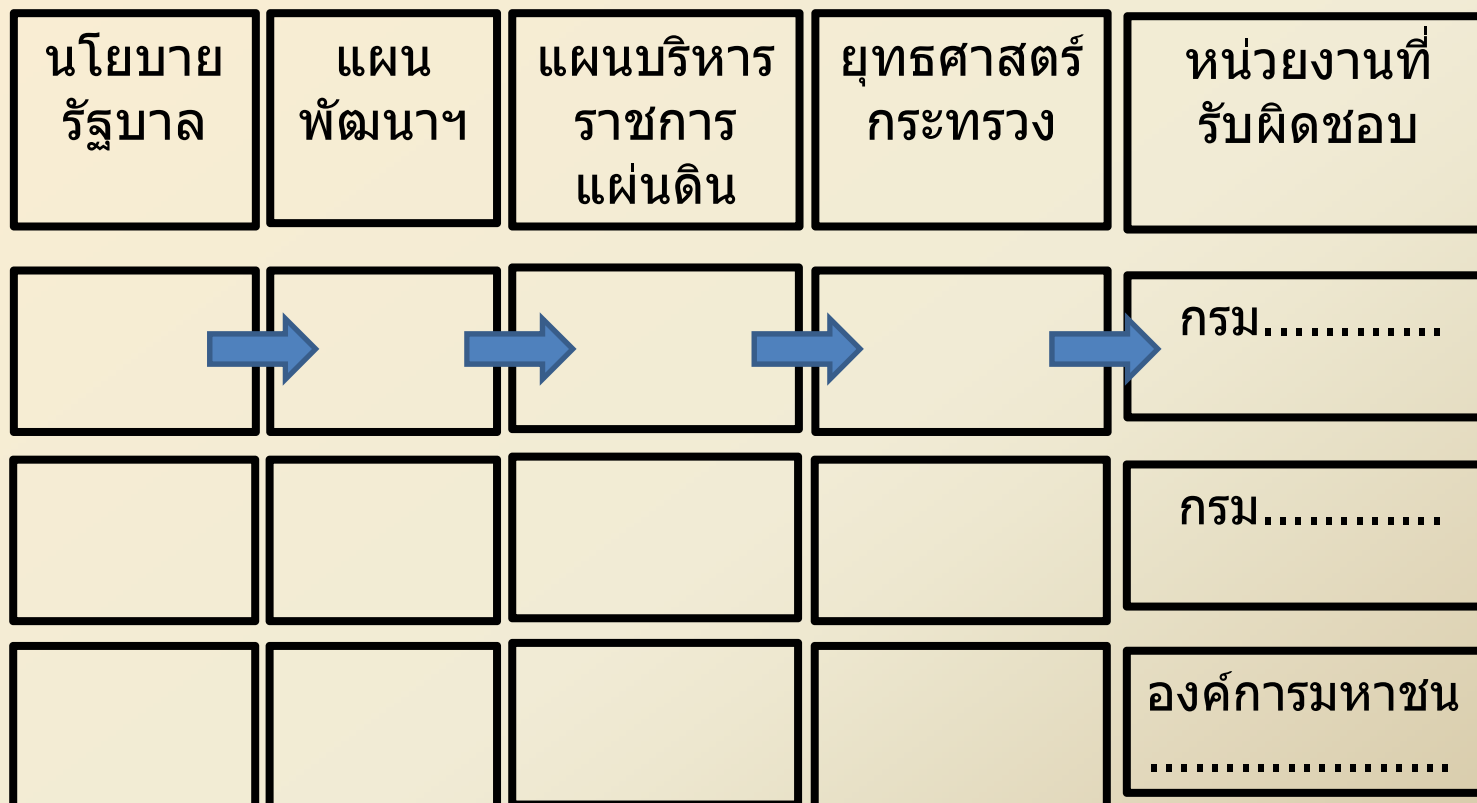 นโยบาย
รัฐบาล
แผน
พัฒนาฯ
แผนบริหาร
ราชการ
แผ่นดิน
ยุทธศาสตร์
กระทรวง
หน่วยงานที่
รับผิดชอบ
กรม............
กรม............
องค์การมหาชน
....................